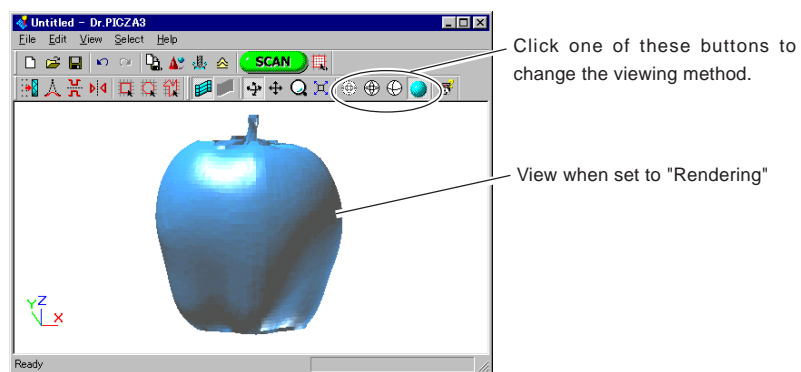 Untitled - Dr.PICZA3
File Edit View Select Help
SCAN
Click one of these buttons to
change the viewing method.
View when set to "Rendering"
Z
Y
X
Ready